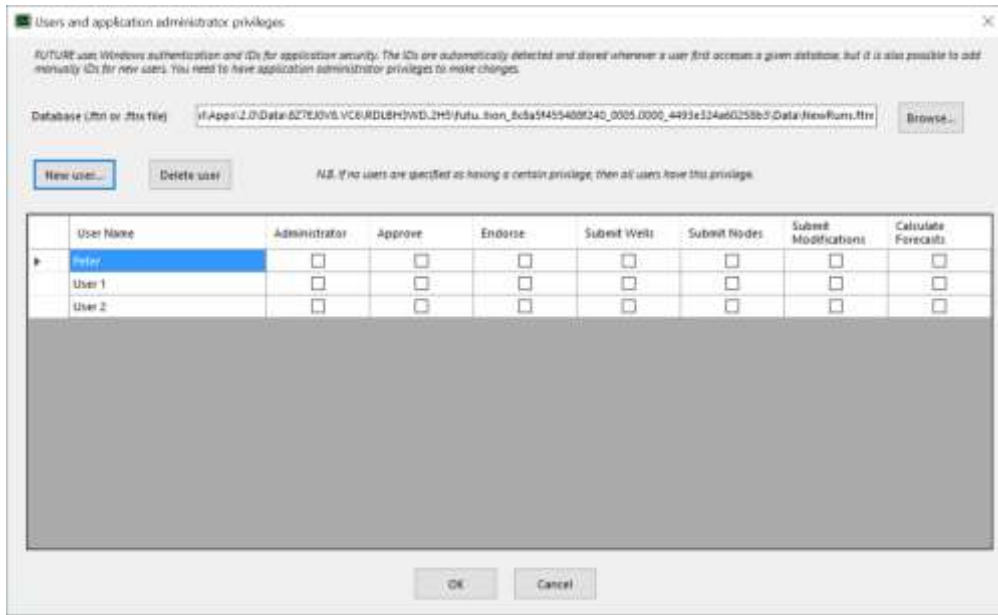 Users and application administrator privileges
FUTURE uses Windows authentication and IDs for application security. The IDs are automatically detected and stored whenever a user first accesses a given database, but it is also possible to add
manually IDs for new users. You need to have application administrator privileges to make changes.
Database (.ftri or .ftrx file)
Browse...
New user...
Delete user
N.B. If no users are specified as having a certain privilege, then all users have this privilege.
User Name Administrator Approve Endorse Submit Wells Submit Nodes Submit Modifications Calculate Forecasts
Peter
User 1
User 2
OK
Cancel